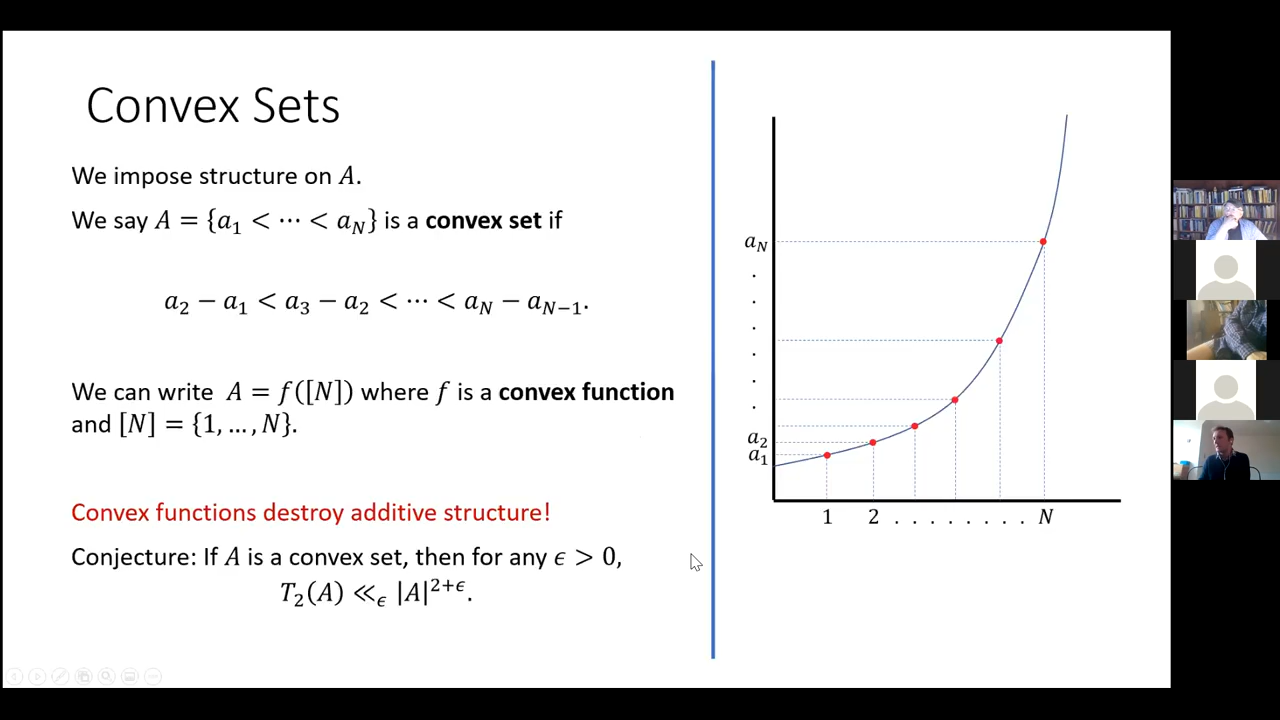 Convex Sets
We impose structure on A.
We say A = {a₁ < ⋯ < a_N} is a convex set if
a₂ − a₁ < a₃ − a₂ < ⋯ < a_N − a_{N−1}.
We can write A = f([N]) where f is a convex function
and [N] = {1, …, N}.
Convex functions destroy additive structure!
Conjecture: If A is a convex set, then for any ϵ > 0,
T₂(A) ≪_ϵ |A|^{2+ϵ}.
a_N
.
.
.
.
.
.
a₂
a₁
1 2 . . . . . . . . N